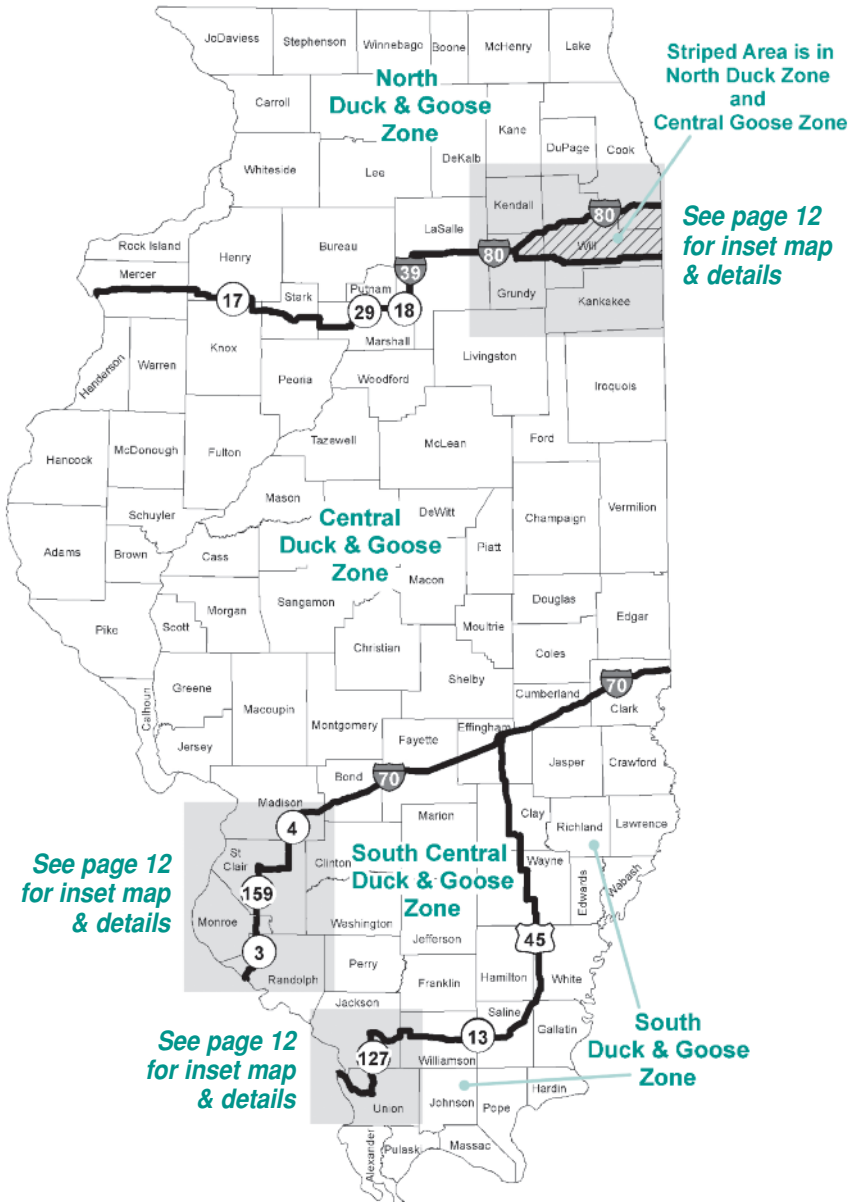 JoDaviess
Stephenson
Winnebago
Boone
McHenry
Lake
Striped Area is in
North Duck Zone
and
Central Goose Zone
North
Duck & Goose
Zone
Carroll
Kane
DeKalb
DuPage
Cook
Whiteside
Lee
Kendall
80
LaSalle
See page 12
for inset map
& details
Rock Island
Henry
Bureau
80
Will
Mercer
39
Putnam
Grundy
17
Stark
29
18
Kankakee
Marshall
Knox
Livingston
Henderson
Warren
Peoria
Woodford
Iroquois
Hancock
McDonough
Fulton
Tazewell
McLean
Ford
Mason
Schuyler
Central
Duck & Goose
Zone
DeWitt
Champaign
Vermilion
Adams
Brown
Cass
Piatt
Macon
Pike
Scott
Morgan
Sangamon
Douglas
Edgar
Moultrie
Christian
Coles
Shelby
Greene
Calhoun
Macoupin
Cumberland
70
Clark
Jersey
Montgomery
Fayette
Effingham
Bond
70
Jasper
Crawford
Madison
4
Marion
Clay
Richland
Lawrence
See page 12
for inset map
& details
St
Clair
Clinton
South Central
Duck & Goose
Zone
Wayne
Edwards
Wabash
159
Monroe
Washington
Jefferson
45
3
Randolph
Perry
Franklin
Hamilton
White
Jackson
Saline
Gallatin
See page 12
for inset map
& details
127
Williamson
13
South
Duck & Goose
Zone
Union
Johnson
Pope
Hardin
Alexander
Pulaski
Massac